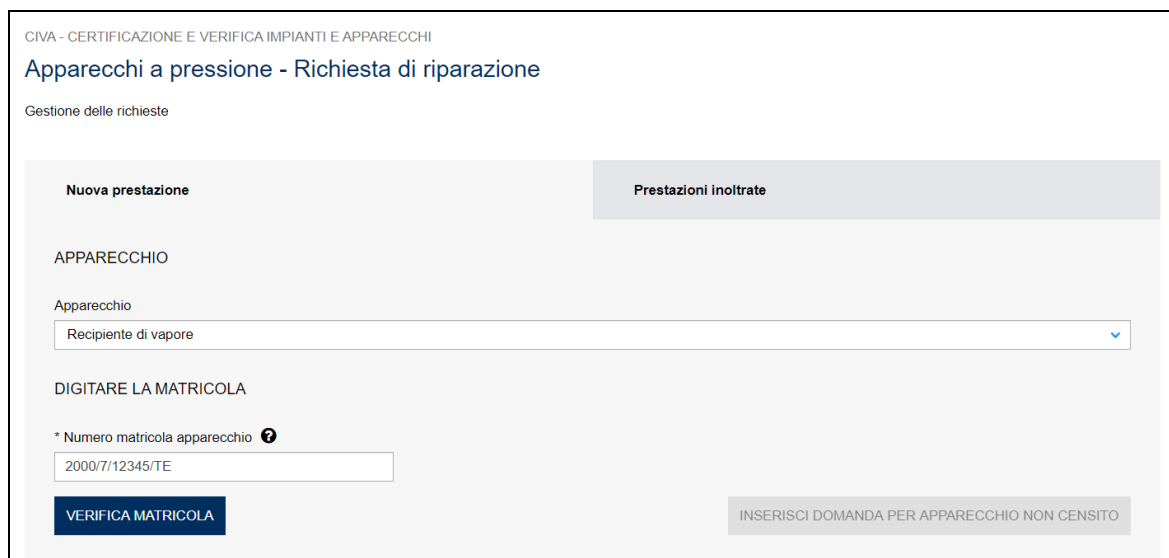 CIVA - CERTIFICAZIONE E VERIFICA IMPIANTI E APPARECCHI
Apparecchi a pressione - Richiesta di riparazione
Gestione delle richieste
Nuova prestazione
Prestazioni inoltrate
APPARECCHIO
Apparecchio
Recipiente di vapore
DIGITARE LA MATRICOLA
* Numero matricola apparecchio ?
2000/7/12345/TE
VERIFICA MATRICOLA
INSERISCI DOMANDA PER APPARECCHIO NON CENSITO